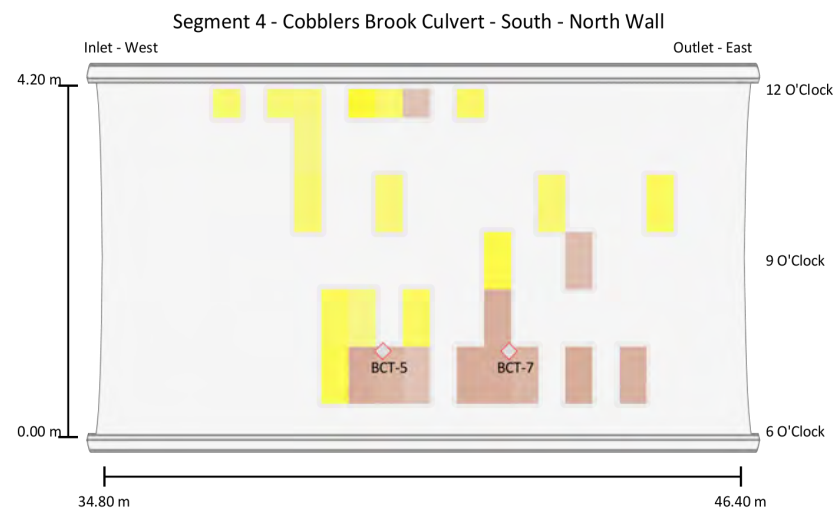 Segment 4 - Cobblers Brook Culvert - South - North Wall
Inlet - West
Outlet - East
4.20 m
12 O'Clock
9 O'Clock
BCT-5
BCT-7
0.00 m
6 O'Clock
34.80 m
46.40 m